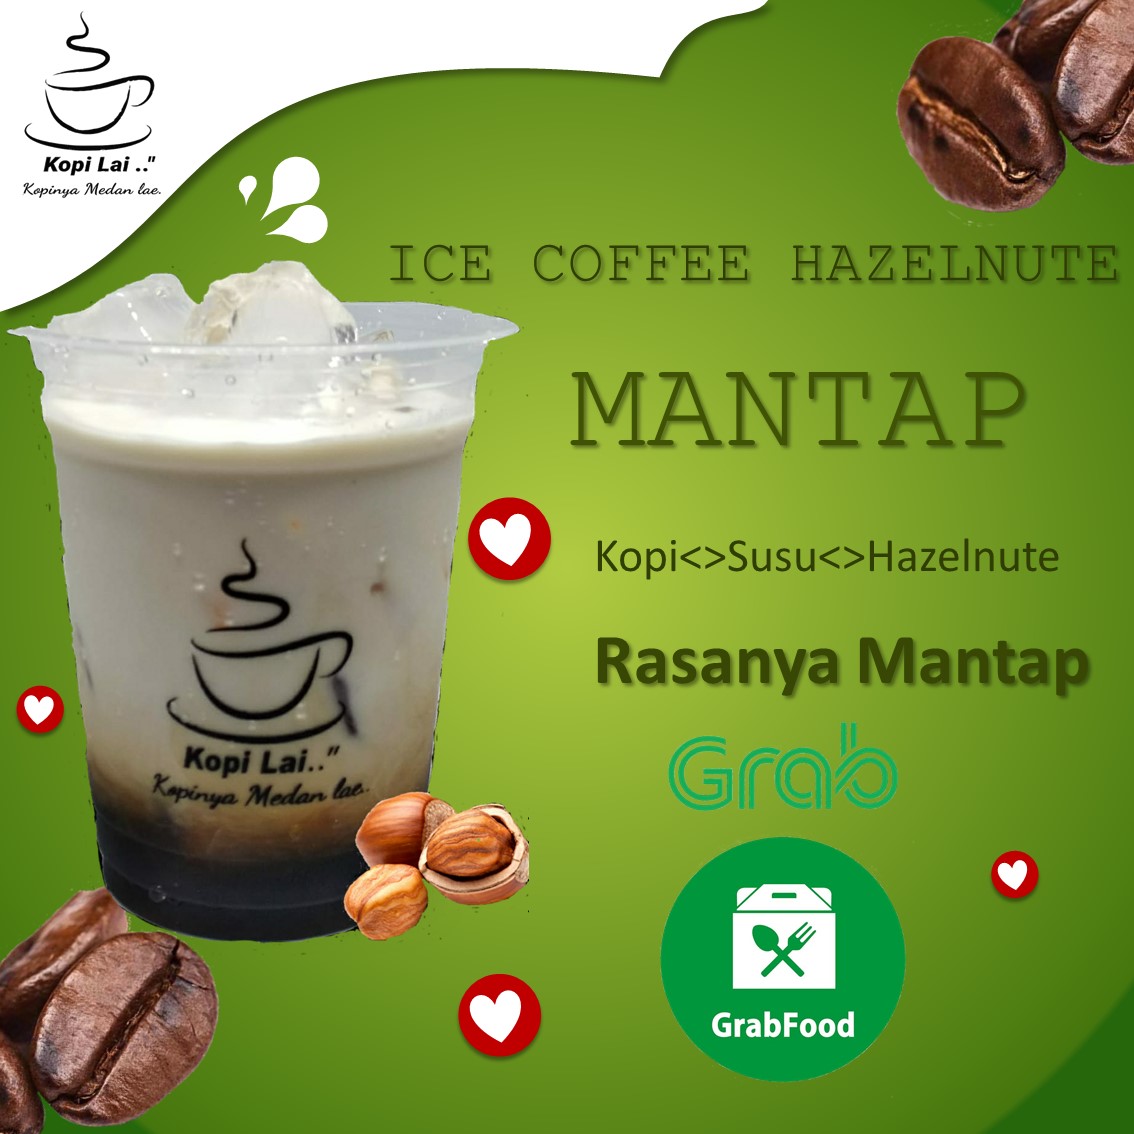 Kopi Lai .."
Kopinya Medan lae.
ICE COFFEE HAZELNUTE
MANTAP
Kopi<>Susu<>Hazelnute
Rasanya Mantap
Grab
GrabFood
Kopi Lai.."
Kopinya Medan lae.